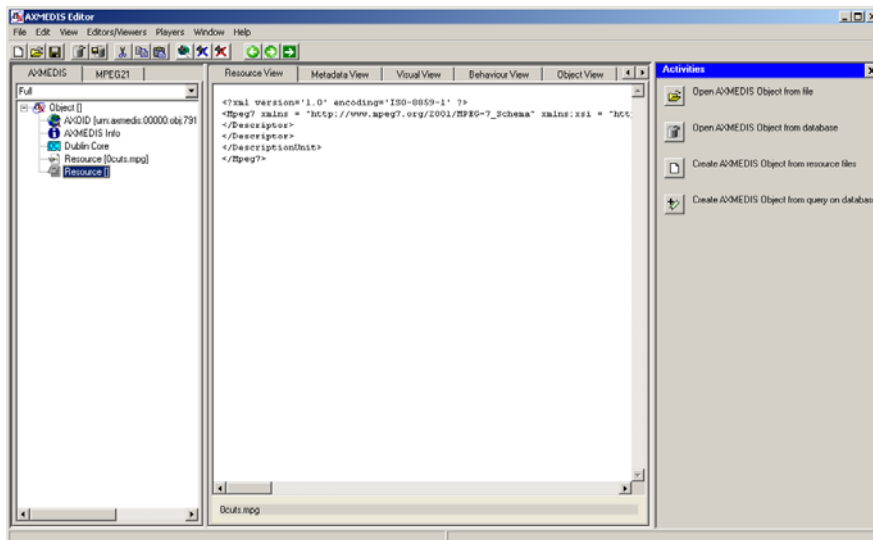 AXMEDIS Editor
File Edit View Editors/Viewers Players Window Help
AXMEDIS MPEG21
Full
Object []
AXOID [urn:axmedis:00000:obj:791
AXMEDIS Info
Dublin Core
Resource [0cuts.mpg]
Resource []
Resource View Metadata View Visual View Behaviour View Object View
<?xml version='1.0' encoding='ISO-8859-1' ?>
<Mpeg7 xmlns = "http://www.mpeg7.org/2001/MPEG-7_Schema" xmlns:xsi = "htt
</Descriptor>
</Descriptor>
</DescriptionUnit>
</Mpeg7>
0cuts.mpg
Activities
Open AXMEDIS Object from file
Open AXMEDIS Object from database
Create AXMEDIS Object from resource files
Create AXMEDIS Object from query on databas